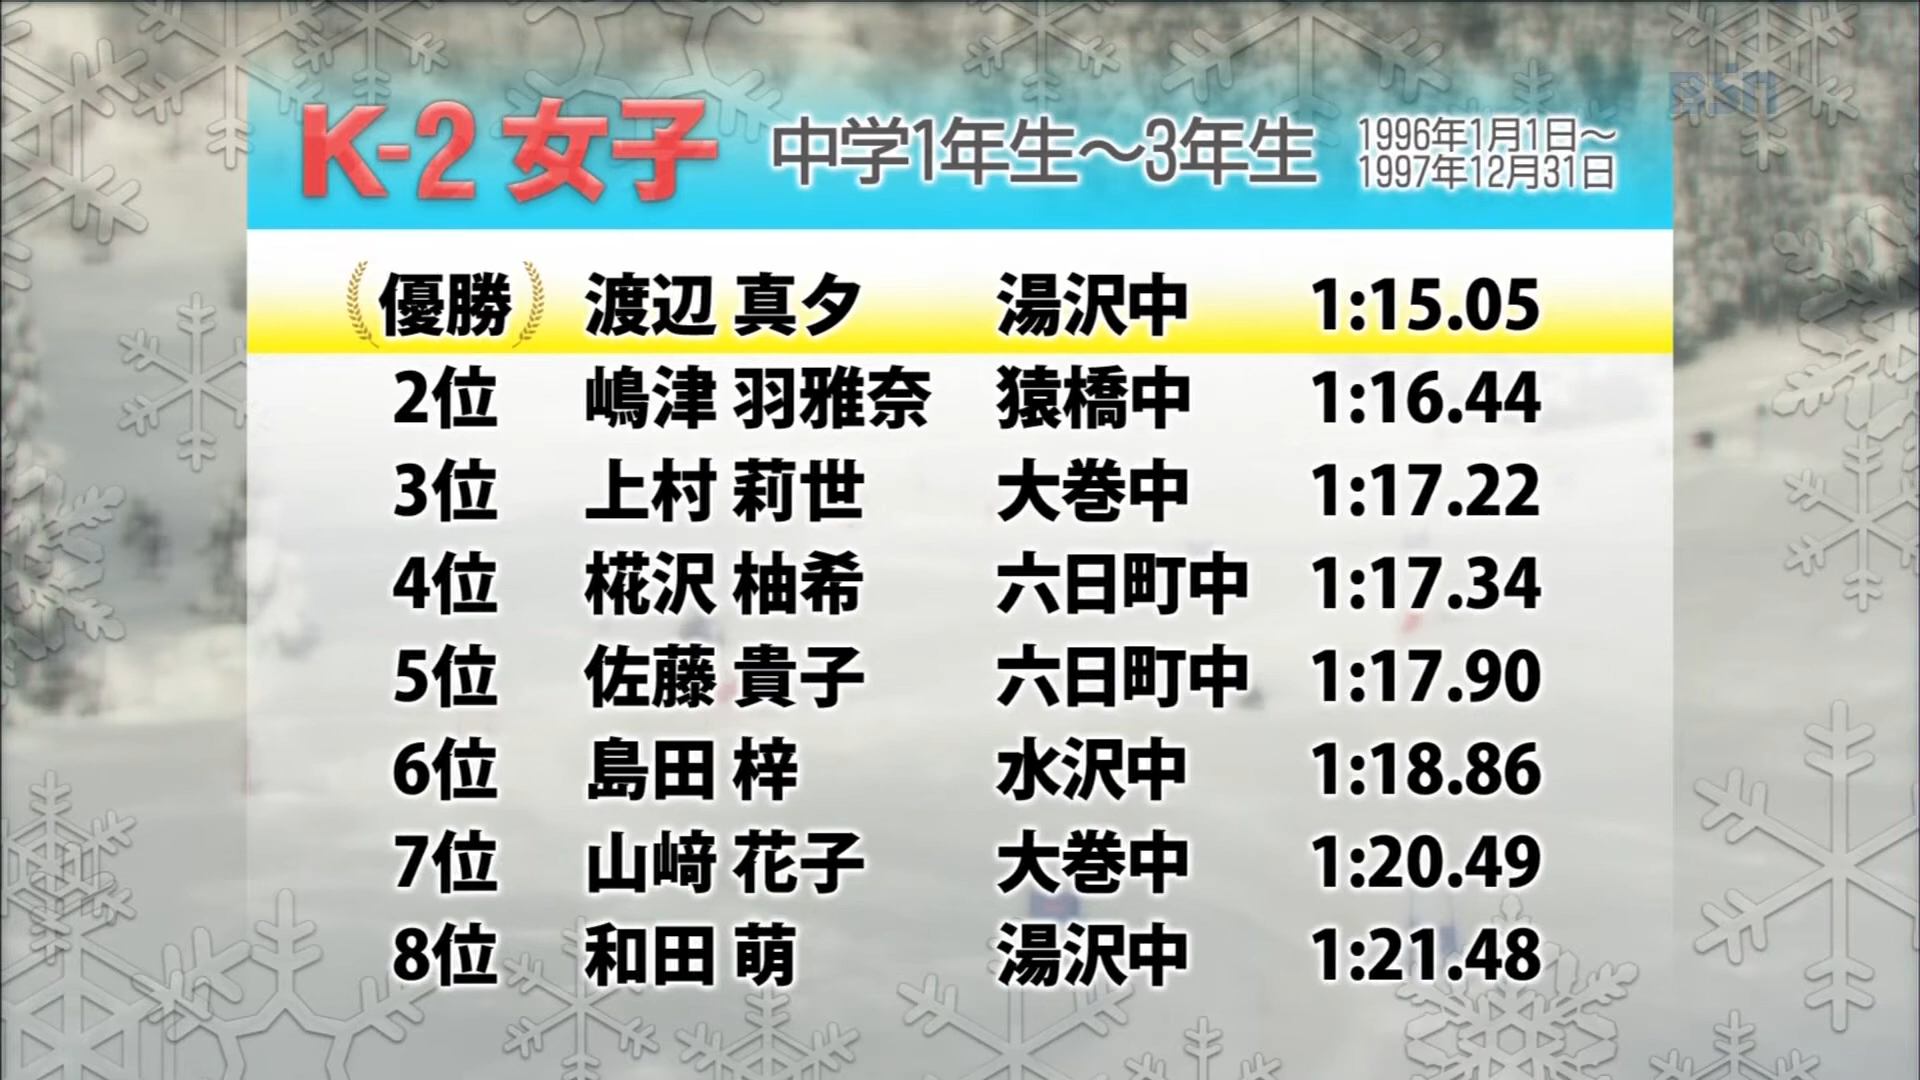 K-2 女子 中学1年生～3年生 1996年1月1日～
1997年12月31日
優勝 渡辺 真夕 湯沢中 1:15.05
2位 嶋津 羽雅奈 猿橋中 1:16.44
3位 上村 莉世 大巻中 1:17.22
4位 椛沢 柚希 六日町中 1:17.34
5位 佐藤 貴子 六日町中 1:17.90
6位 島田 梓 水沢中 1:18.86
7位 山﨑 花子 大巻中 1:20.49
8位 和田 萌 湯沢中 1:21.48